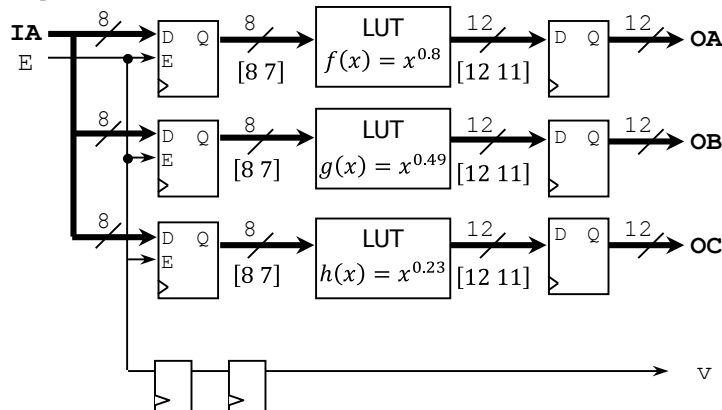 IA 8 D Q 8 LUT 12 12 OA
E E [8 7] f(x) = x^0.8 [12 11]
8 D Q 8 LUT 12 D Q 12 OB
E [8 7] g(x) = x^0.49 [12 11]
8 D Q 8 LUT 12 D Q 12 OC
E [8 7] h(x) = x^0.23 [12 11]
v